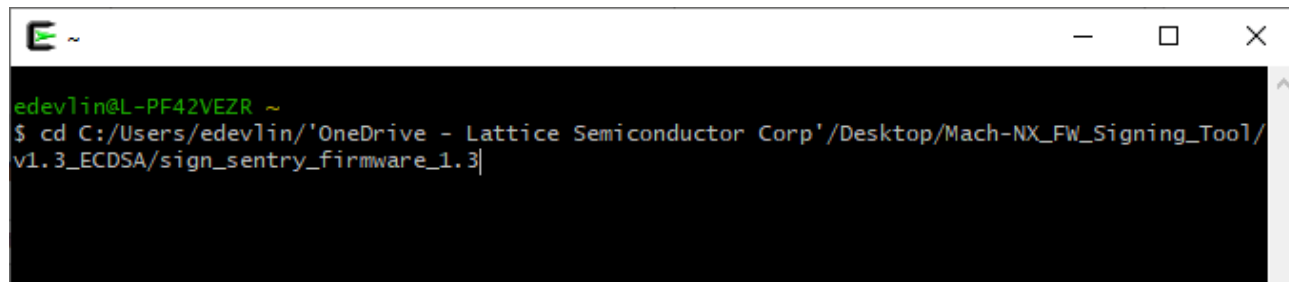 ~
edevlin@L-PF42VEZR ~
$ cd C:/Users/edevlin/'OneDrive - Lattice Semiconductor Corp'/Desktop/Mach-NX_FW_Signing_Tool/
v1.3_ECDSA/sign_sentry_firmware_1.3